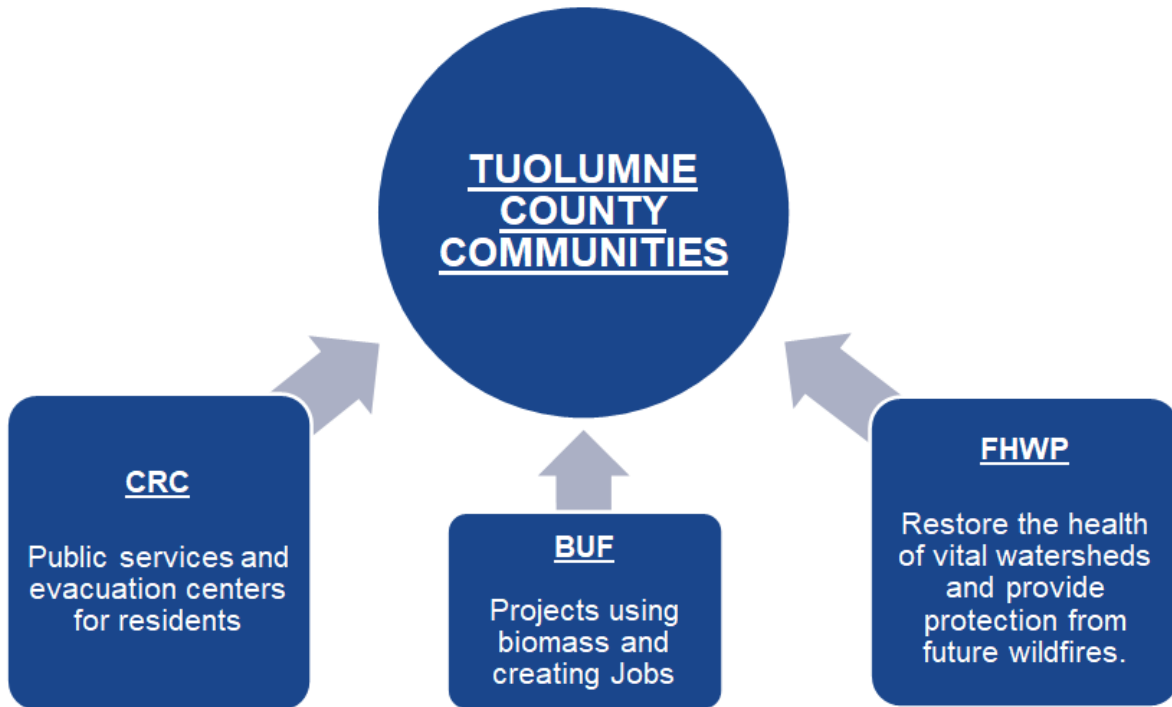 TUOLUMNE
COUNTY
COMMUNITIES
CRC
Public services and
evacuation centers
for residents
BUF
Projects using
biomass and
creating Jobs
FHWP
Restore the health
of vital watersheds
and provide
protection from
future wildfires.